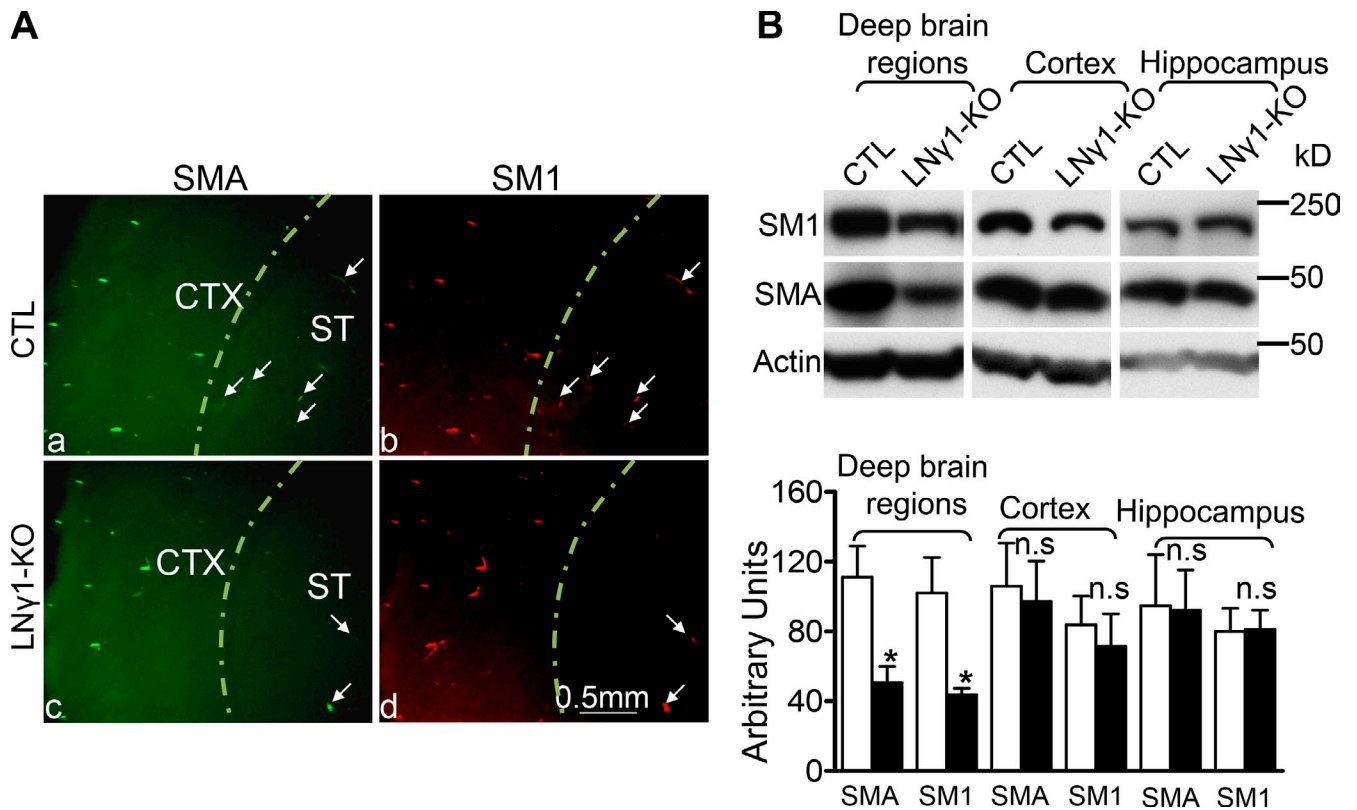 A
SMA SM1
CTL
CTX
ST
a
b
LNγ1-KO
CTX
ST
c
d
0.5mm
B
Deep brain
regions Cortex Hippocampus
CTL LNγ1-KO CTL LNγ1-KO CTL LNγ1-KO kD
SM1 250
SMA 50
Actin 50
Deep brain
regions Cortex Hippocampus
Arbitrary Units
160
120
80
40
0
* * n.s n.s n.s n.s
SMA SM1 SMA SM1 SMA SM1